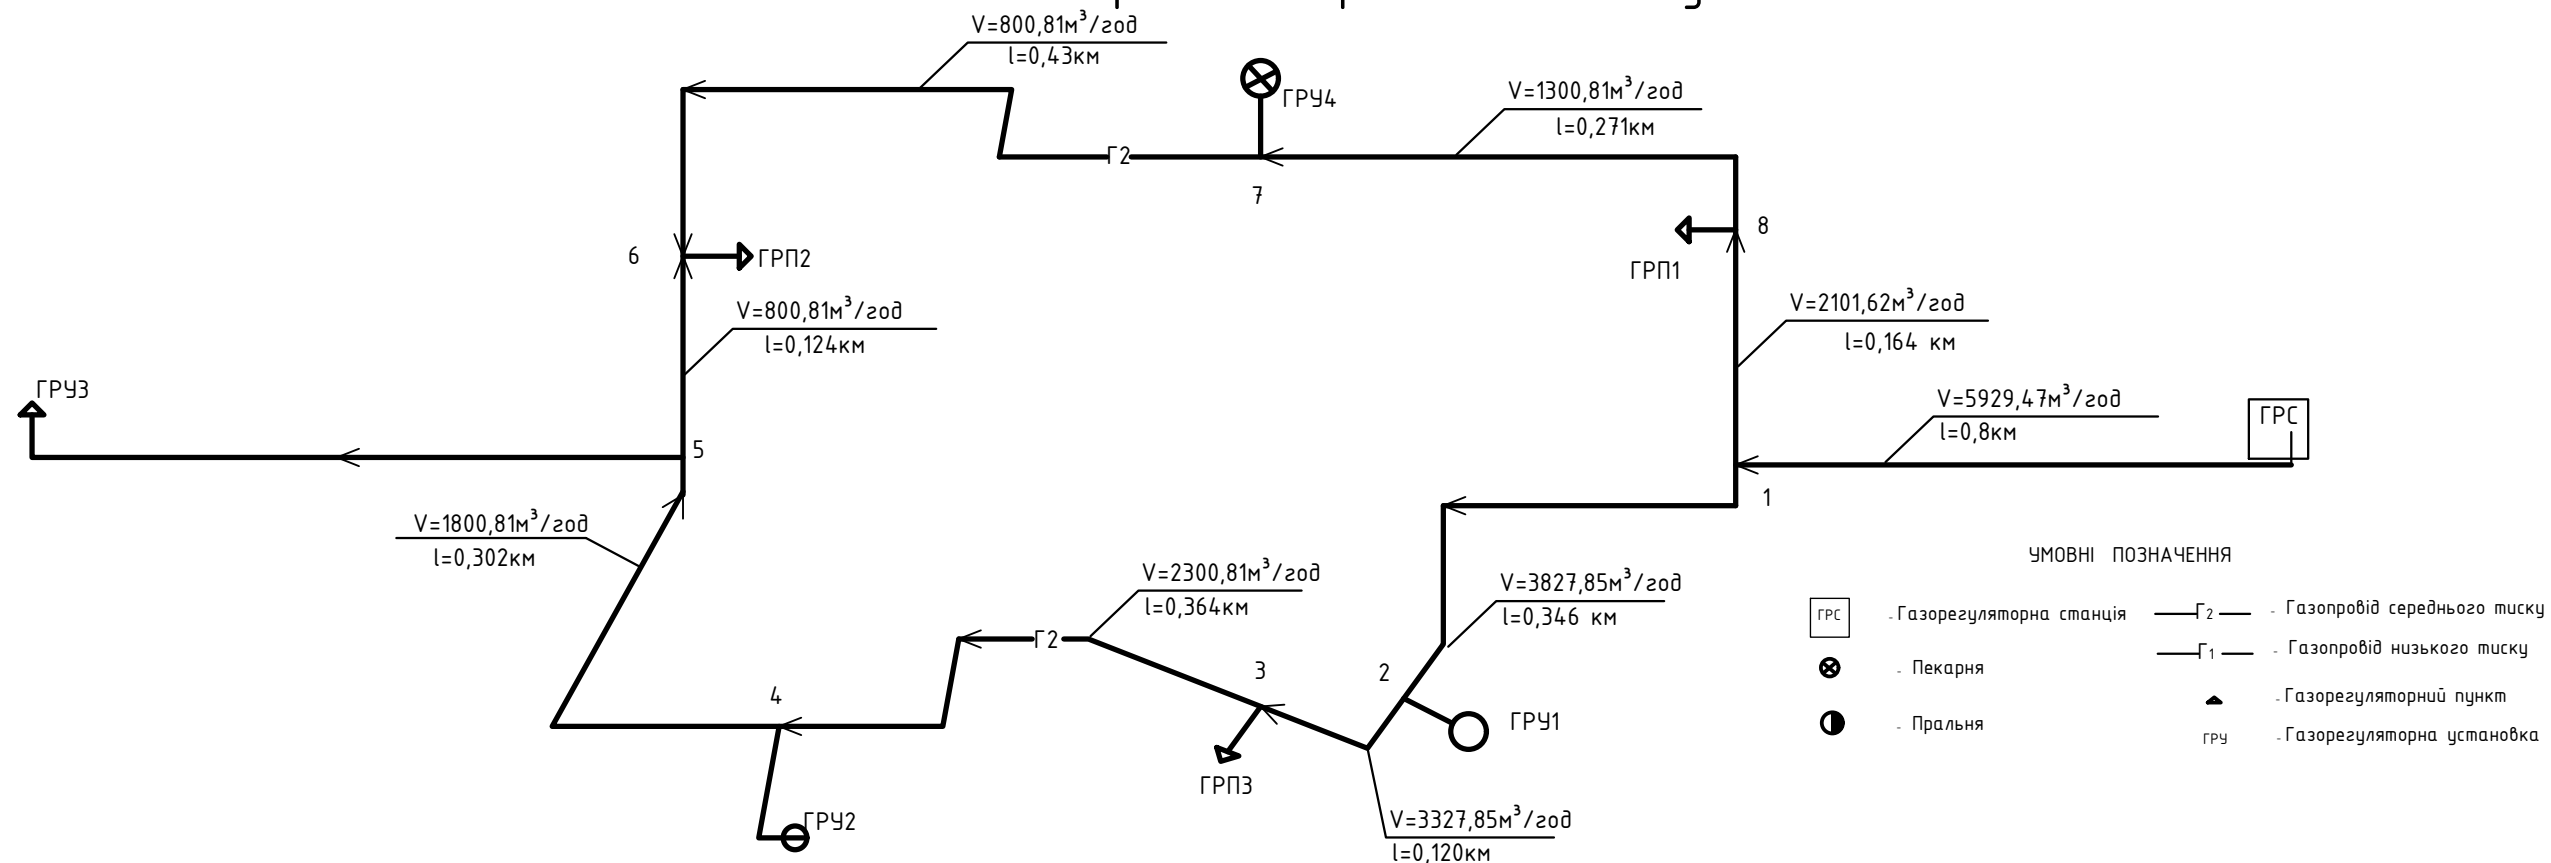 V=800,81м³/год
l=0,43км
ГРУ4
V=1300,81м³/год
l=0,271км
Г2
7
8
6
ГРП2
ГРП1
V=800,81м³/год
l=0,124км
V=2101,62м³/год
l=0,164 км
ГРУ3
V=5929,47м³/год
l=0,8км
ГРС
5
1
V=1800,81м³/год
l=0,302км
V=2300,81м³/год
l=0,364км
V=3827,85м³/год
l=0,346 км
Г2
3
2
4
ГРУ1
ГРП3
ГРУ2
V=3327,85м³/год
l=0,120км
УМОВНІ ПОЗНАЧЕННЯ
ГРС - Газорегуляторна станція
- Пекарня
- Пральня
Г2 - Газопровід середнього тиску
Г1 - Газопровід низького тиску
- Газорегуляторний пункт
ГРУ - Газорегуляторна установка